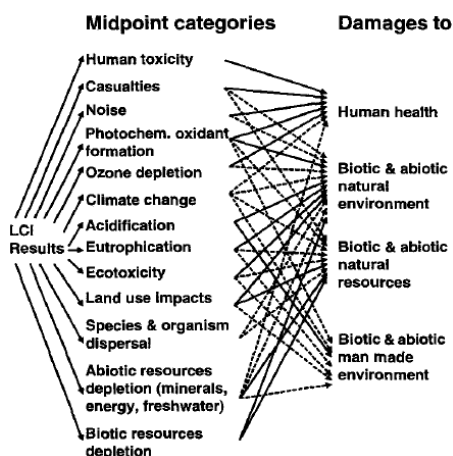 Midpoint categories
Damages to
Human toxicity
Casualties
Noise
Photochem. oxidant
formation
Ozone depletion
Climate change
LCI
Results
Acidification
Eutrophication
Ecotoxicity
Land use Impacts
Species & organism
dispersal
Abiotic resources
depletion (minerals,
energy, freshwater)
Biotic resources
depletion
Human health
Biotic & abiotic
natural
environment
Biotic & abiotic
natural
resources
Biotic & abiotic
man made
environment